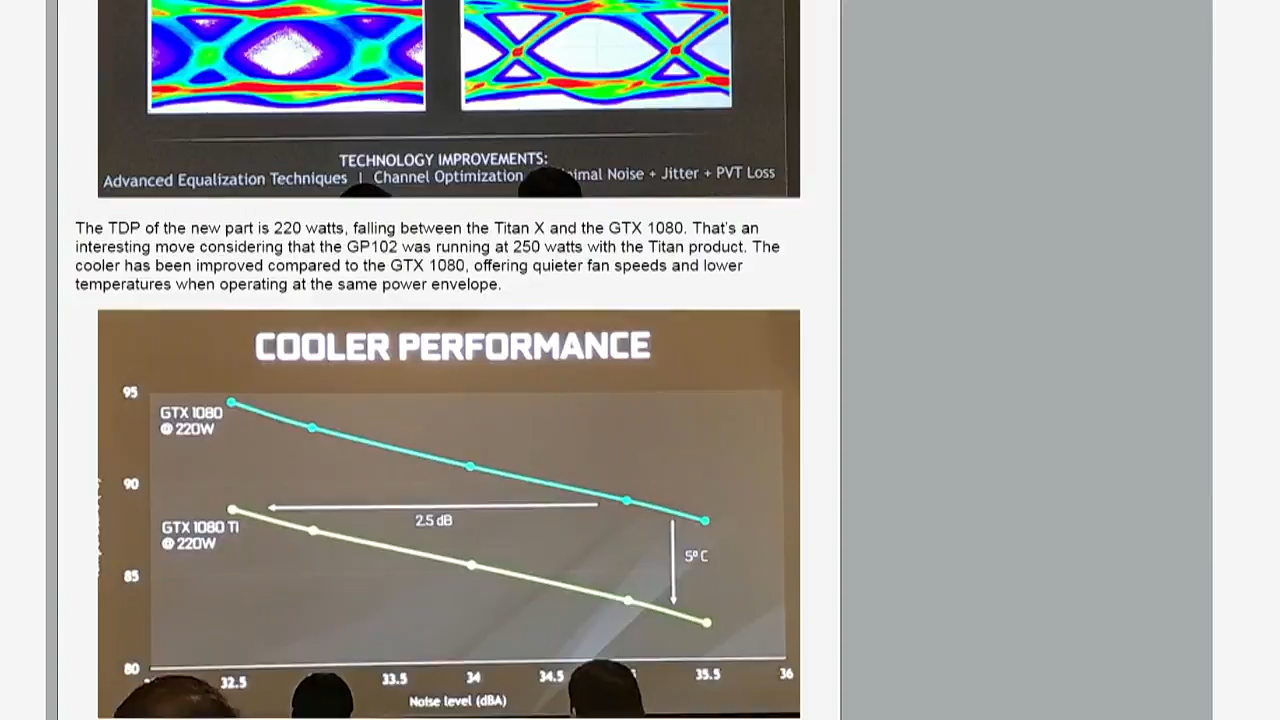 TECHNOLOGY IMPROVEMENTS:
Advanced Equalization Techniques | Channel Optimization Noise + Jitter + PVT Loss
The TDP of the new part is 220 watts, falling between the Titan X and the GTX 1080. That's an
interesting move considering that the GP102 was running at 250 watts with the Titan product. The
cooler has been improved compared to the GTX 1080, offering quieter fan speeds and lower
temperatures when operating at the same power envelope.
COOLER PERFORMANCE
95
GTX 1080
@ 220W
90
2.5 dB
GTX 1080 TI
@ 220W
5º C
85
80
32.5 33.5 34 34.5 35.5 36
Noise level (dBA)